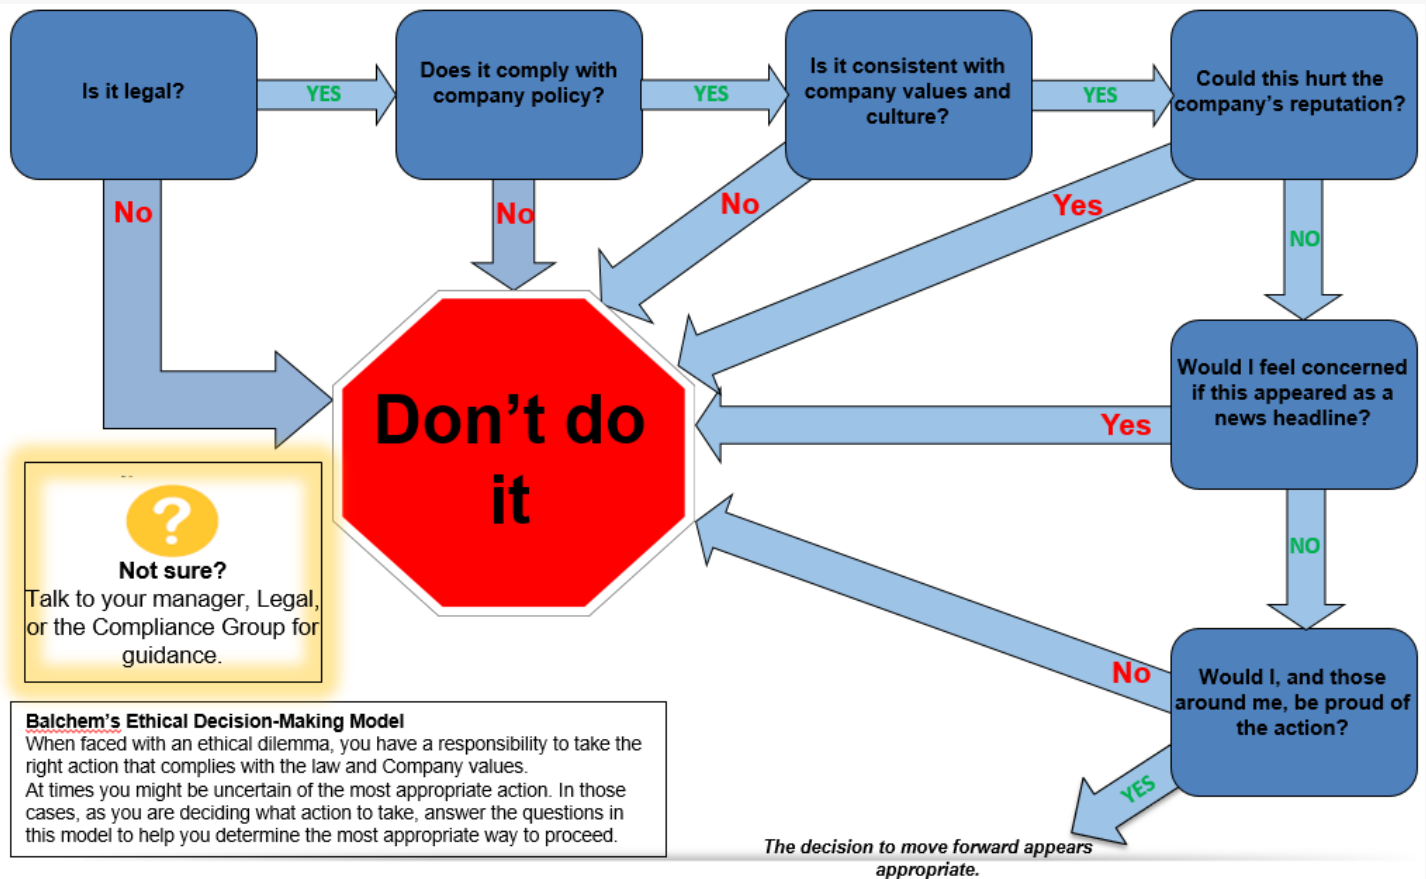 Is it legal?
YES
Does it comply with
company policy?
YES
Is it consistent with
company values and
culture?
YES
Could this hurt the
company's reputation?
No
No
No
Yes
NO
Would I feel concerned
if this appeared as a
news headline?
Yes
Don't do
it
NO
?
Not sure?
Talk to your manager, Legal,
or the Compliance Group for
guidance.
Would I, and those
around me, be proud of
the action?
No
YES
Balchem's Ethical Decision-Making Model
When faced with an ethical dilemma, you have a responsibility to take the
right action that complies with the law and Company values.
At times you might be uncertain of the most appropriate action. In those
cases, as you are deciding what action to take, answer the questions in
this model to help you determine the most appropriate way to proceed.
The decision to move forward appears
appropriate.